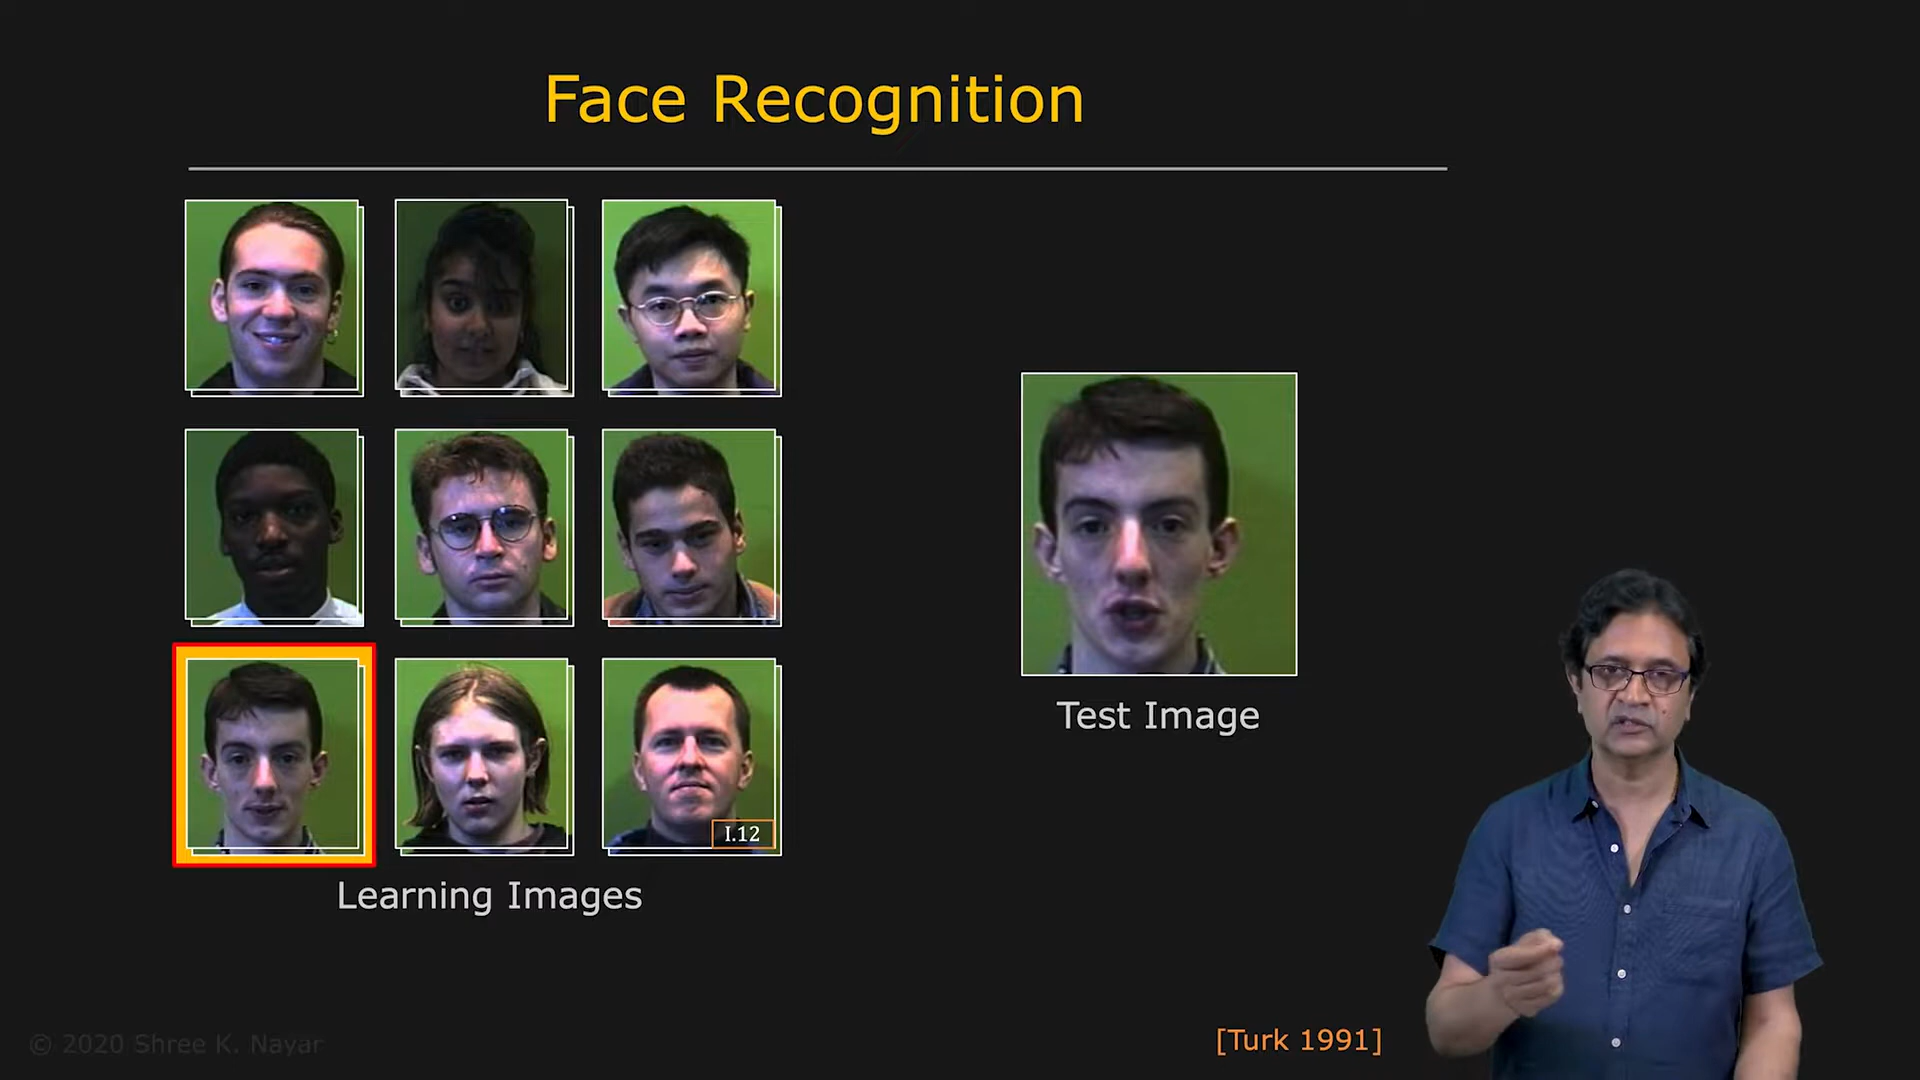 Face Recognition
I.12
Learning Images
Test Image
[Turk 1991]
© 2020 Shree K. Nayar